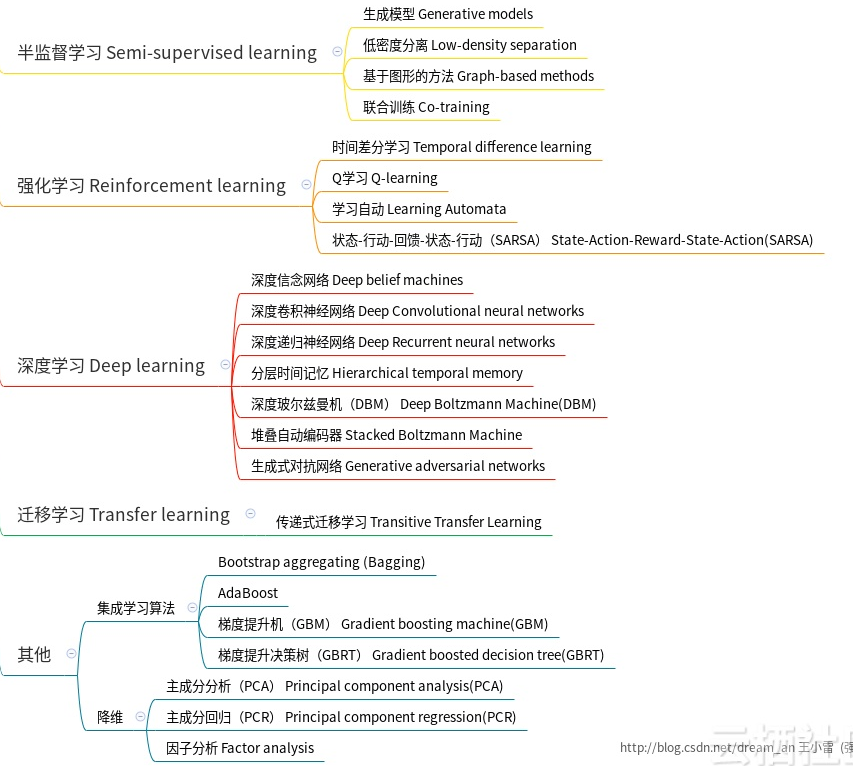 半监督学习 Semi-supervised learning
生成模型 Generative models
低密度分离 Low-density separation
基于图形的方法 Graph-based methods
联合训练 Co-training
强化学习 Reinforcement learning
时间差分学习 Temporal difference learning
Q学习 Q-learning
学习自动 Learning Automata
状态-行动-回馈-状态-行动（SARSA） State-Action-Reward-State-Action(SARSA)
深度学习 Deep learning
深度信念网络 Deep belief machines
深度卷积神经网络 Deep Convolutional neural networks
深度递归神经网络 Deep Recurrent neural networks
分层时间记忆 Hierarchical temporal memory
深度玻尔兹曼机（DBM） Deep Boltzmann Machine(DBM)
堆叠自动编码器 Stacked Boltzmann Machine
生成式对抗网络 Generative adversarial networks
迁移学习 Transfer learning
传递式迁移学习 Transitive Transfer Learning
其他
集成学习算法
Bootstrap aggregating (Bagging)
AdaBoost
梯度提升机（GBM） Gradient boosting machine(GBM)
梯度提升决策树（GBRT） Gradient boosted decision tree(GBRT)
降维
主成分分析（PCA） Principal component analysis(PCA)
主成分回归（PCR） Principal component regression(PCR)
因子分析 Factor analysis
http://blog.csdn.net/dream_an 王小雷（强
云栖社